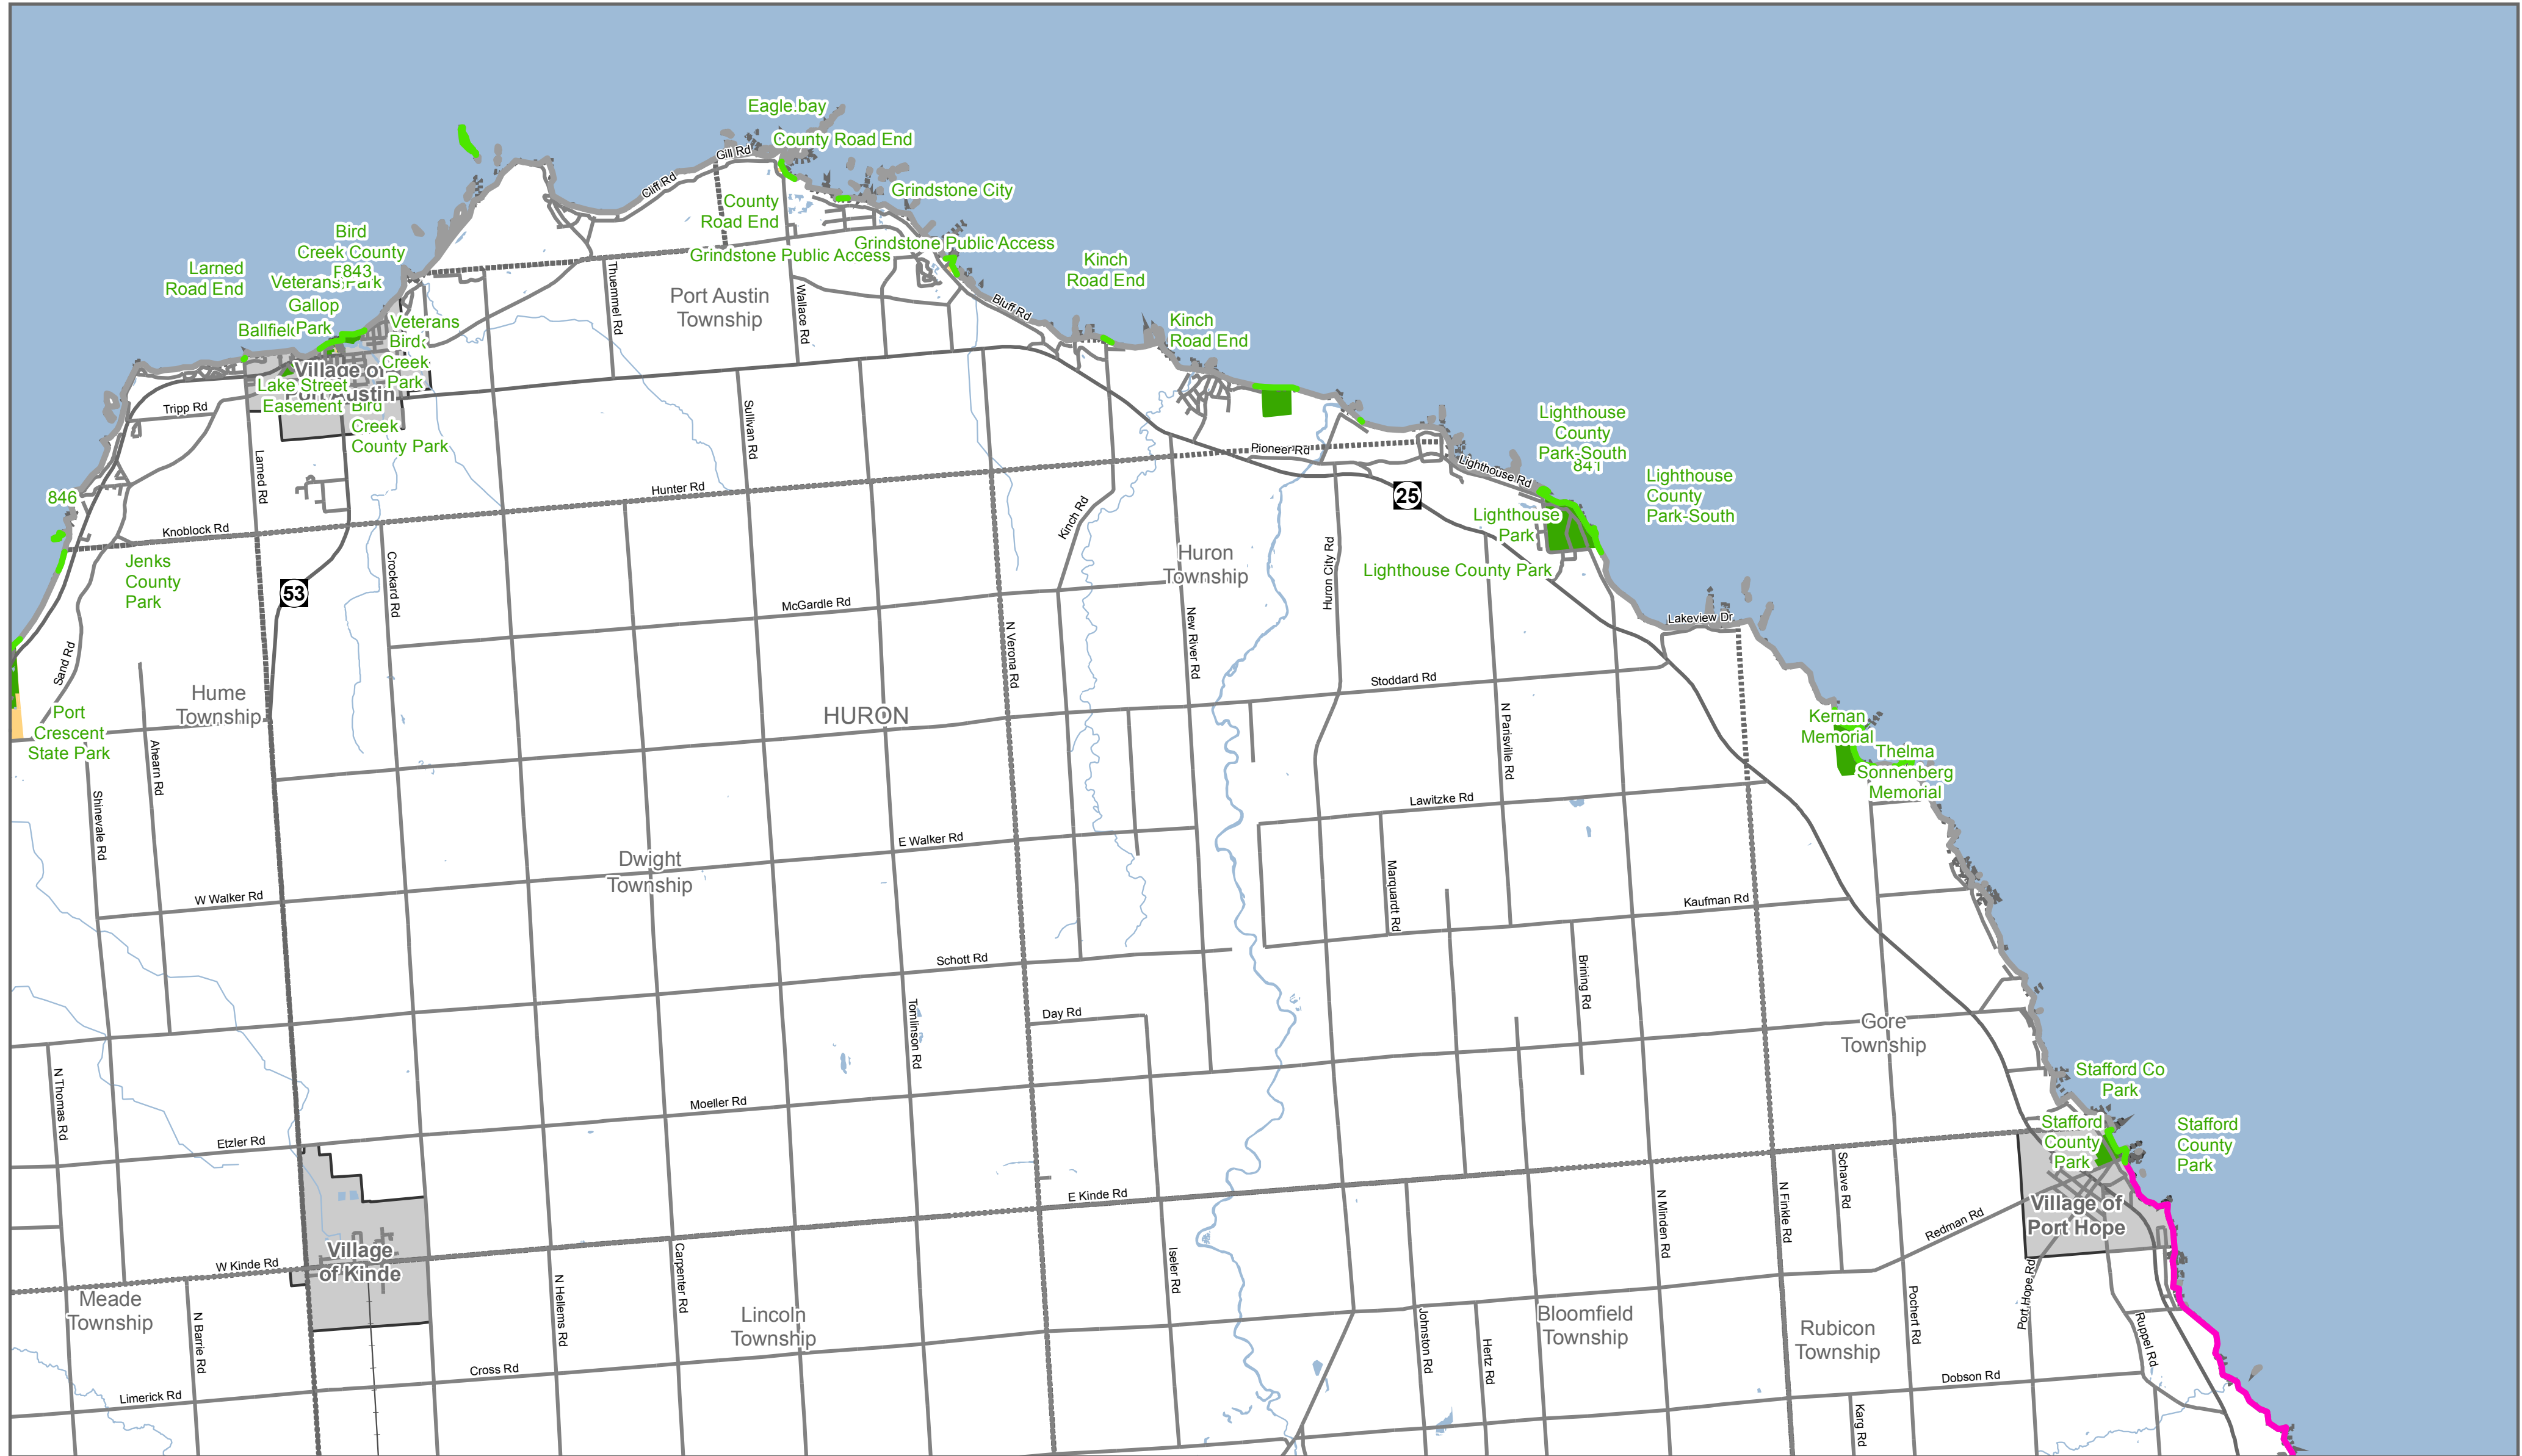 Eagle.bay
County Road End
Gill Rd
Cliff Rd
Grindstone City
County
Road End
Grindstone Public Access
Grindstone Public Access
Bird
Creek County
843
Veterans Park
Larned
Road End
Gallop
Park
Ballfield
Veterans
Bird
Creek
Park
Village of
Port Austin
Lake Street
Easement
Bird
Creek
County Park
Kinch
Road End
Kinch
Road End
Bluff Rd
Port Austin
Township
Thuemmel Rd
Wallace Rd
Tripp Rd
Larned Rd
Sullivan Rd
Hunter Rd
Pioneer Rd
Lighthouse Rd
Lighthouse
County
Park-South
841
Lighthouse
County
Park-South
25
Lighthouse
Park
Lighthouse County Park
846
Knoblock Rd
Jenks
County
Park
53
Crockard Rd
Kinch Rd
Huron
Township
Huron City Rd
McGardle Rd
N Verona Rd
New River Rd
Lakeview Dr
Sand Rd
Hume
Township
Stoddard Rd
HURON
N Parisville Rd
Port
Crescent
State Park
Ahearn Rd
Shinevale Rd
Kernan
Memorial
Thelma
Sonnenberg
Memorial
Lawitzke Rd
E Walker Rd
Dwight
Township
W Walker Rd
Marquardt Rd
Kaufman Rd
Schott Rd
Brining Rd
Tomlinson Rd
Day Rd
Gore
Township
N Thomas Rd
Moeller Rd
Etzler Rd
Stafford Co
Park
Stafford
County
Park
Stafford
County
Park
Schave Rd
E Kinde Rd
N Minden Rd
N Finkle Rd
Redman Rd
Village of
Port Hope
Village
of Kinde
W Kinde Rd
Carpenter Rd
Iseler Rd
N Hellems Rd
Meade
Township
N Barrie Rd
Lincoln
Township
Johnston Rd
Hertz Rd
Bloomfield
Township
Rubicon
Township
Pochert Rd
Port Hope Rd
Ruppel Rd
Cross Rd
Limerick Rd
Dobson Rd
Karg Rd